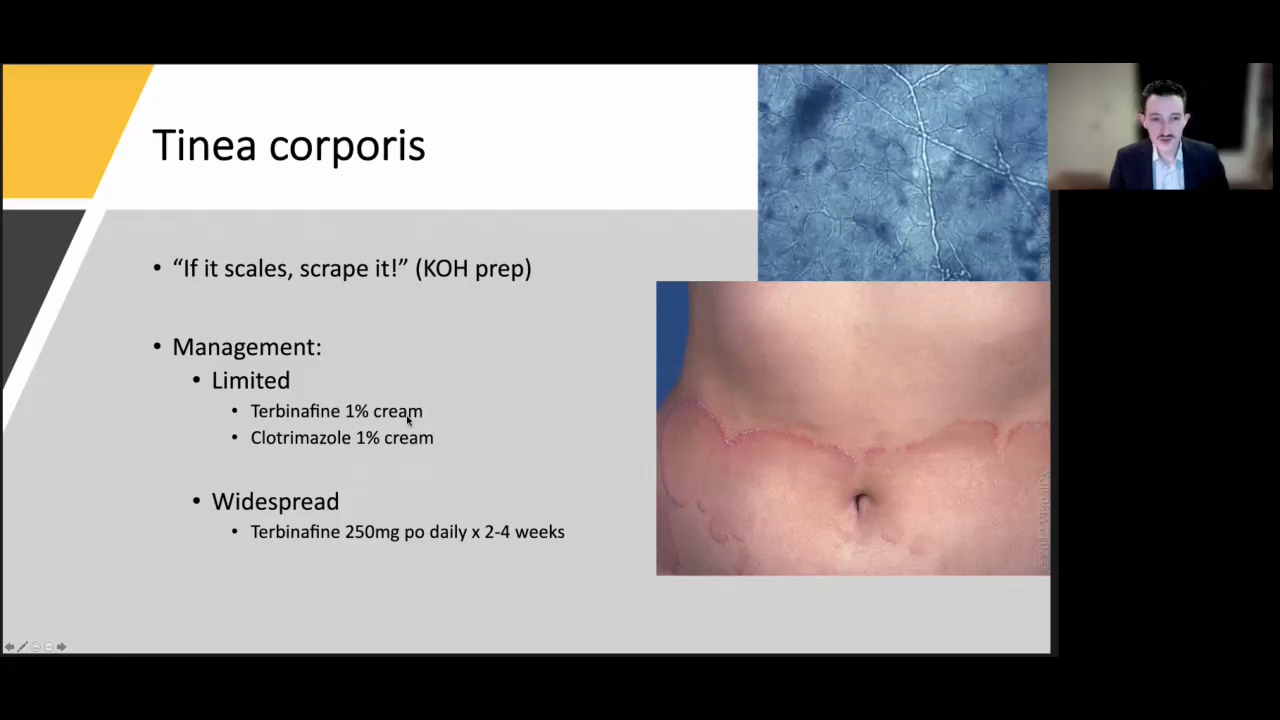 Tinea corporis
• “If it scales, scrape it!” (KOH prep)
• Management:
• Limited
• Terbinafine 1% cream
• Clotrimazole 1% cream
• Widespread
• Terbinafine 250mg po daily x 2-4 weeks